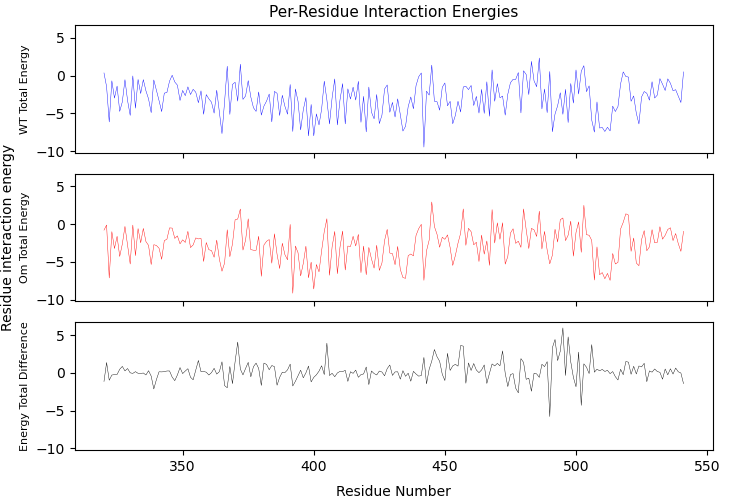 Per-Residue Interaction Energies
Residue interaction energy
WT Total Energy
5
0
−5
−10
Om Total Energy
5
0
−5
−10
Energy Total Difference
5
0
−5
−10
350 400 450 500 550
Residue Number